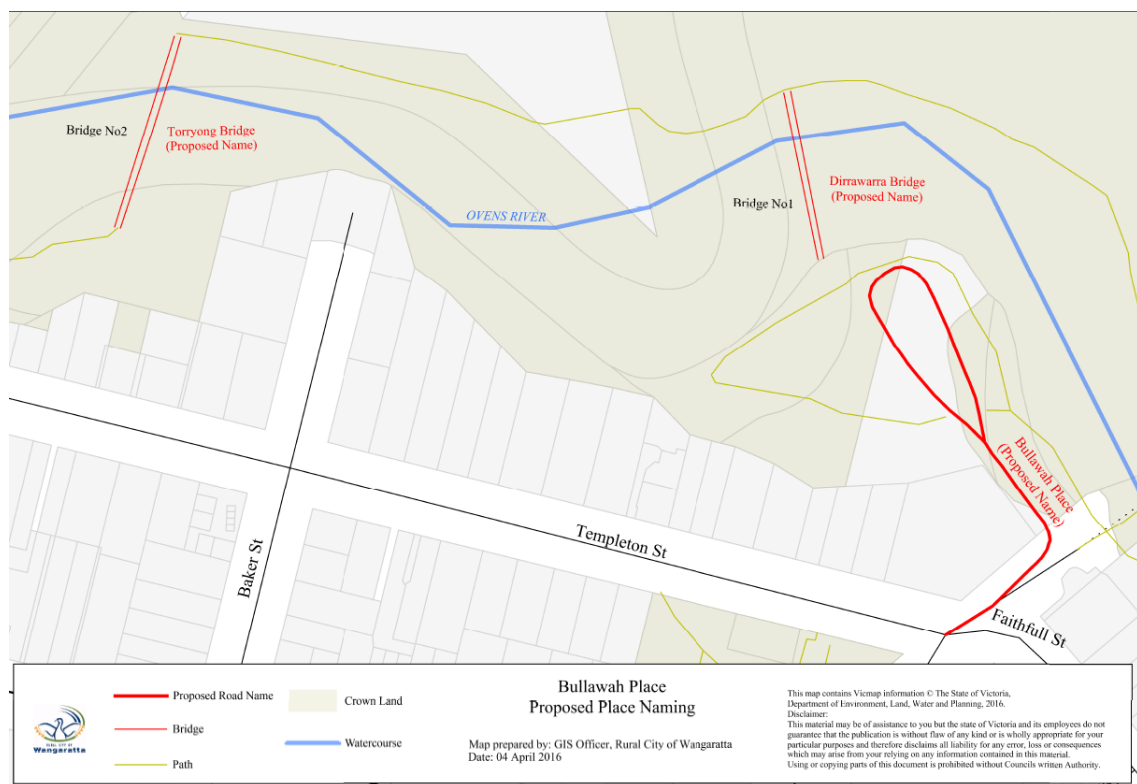 Bridge No2
Torryong Bridge
(Proposed Name)
OVENS RIVER
Bridge No1
Dirrawarra Bridge
(Proposed Name)
Bullawah Place
(Proposed Name)
Templeton St
Baker St
Faithfull St
RURAL CITY OF
Wangaratta
Proposed Road Name
Bridge
Path
Crown Land
Watercourse
Bullawah Place
Proposed Place Naming
Map prepared by: GIS Officer, Rural City of Wangaratta
Date: 04 April 2016
This map contains Vicmap information © The State of Victoria,
Department of Environment, Land, Water and Planning, 2016.
Disclaimer:
This material may be of assistance to you but the state of Victoria and its employees do not
guarantee that the publication is without flaw of any kind or is wholly appropriate for your
particular purposes and therefore disclaims all liability for any error, loss or consequences
which may arise from your relying on any information contained in this material.
Using or copying parts of this document is prohibited without Councils written Authority.